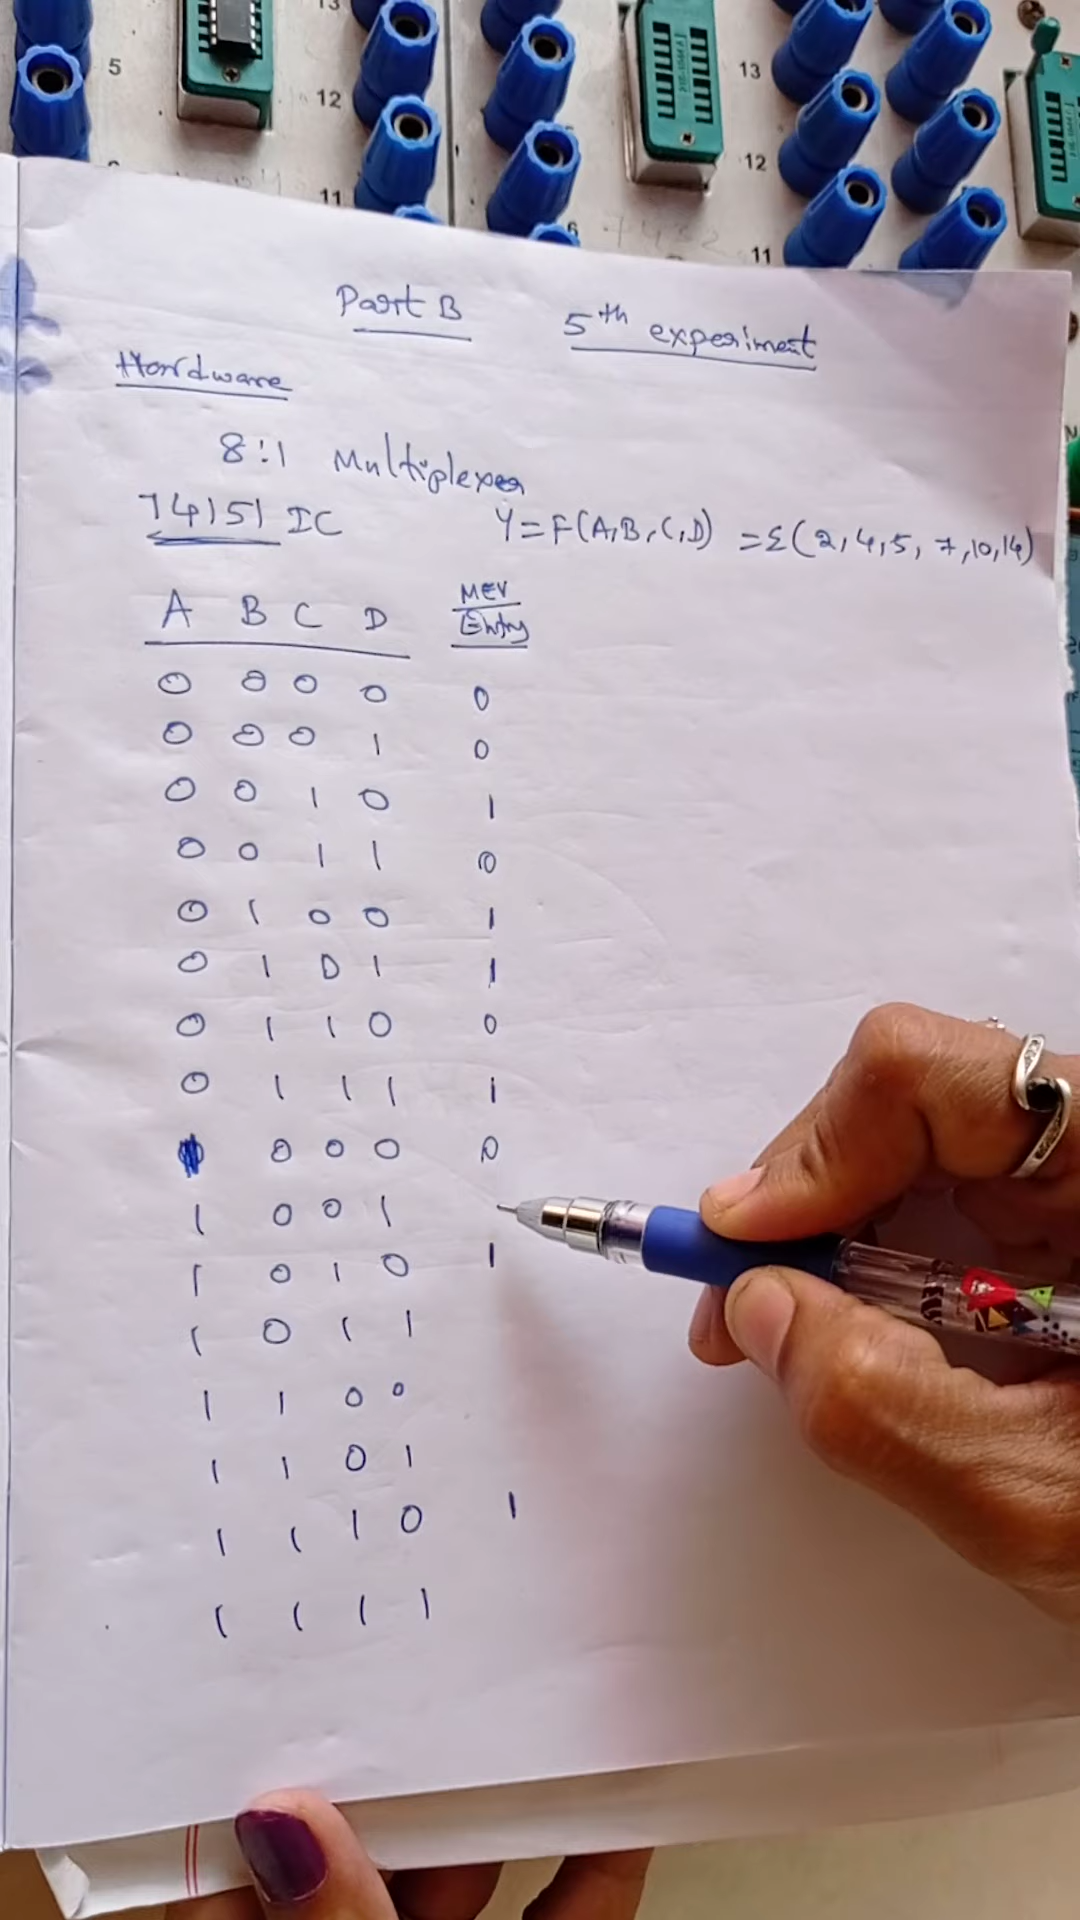 13
5
12
13
12
11
6
7432
11
Part B 5th experiment
Hardware
8:1 Multiplexer
74151 IC Y=F(A,B,C,D) =Σ(2,4,5,7,10,14)
A B C D MEV Entry
0 0 0 0 0
0 0 0 1 0
0 0 1 0 1
0 0 1 1 0
0 1 0 0 1
0 1 0 1 1
0 1 1 0 0
0 1 1 1 1
0 0 0 0
1 0 0 1
1 0 1 0 1
1 0 1 1
1 1 0 0
1 1 0 1
1 1 1 0 1
1 1 1 1